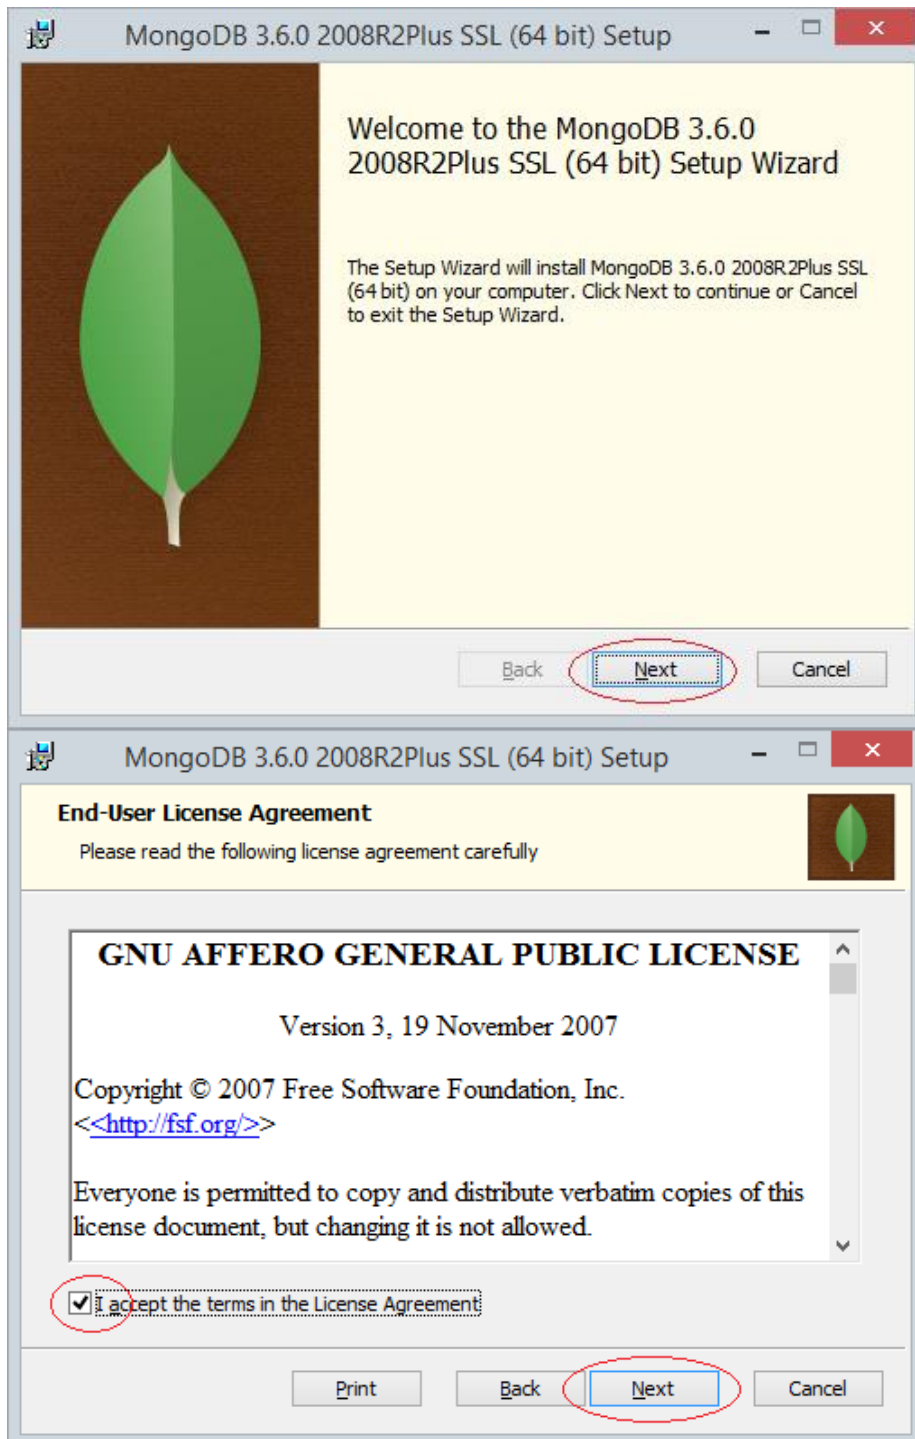 MongoDB 3.6.0 2008R2Plus SSL (64 bit) Setup
Welcome to the MongoDB 3.6.0
2008R2Plus SSL (64 bit) Setup Wizard
The Setup Wizard will install MongoDB 3.6.0 2008R2Plus SSL
(64 bit) on your computer. Click Next to continue or Cancel
to exit the Setup Wizard.
Back Next Cancel
MongoDB 3.6.0 2008R2Plus SSL (64 bit) Setup
End-User License Agreement
Please read the following license agreement carefully
GNU AFFERO GENERAL PUBLIC LICENSE
Version 3, 19 November 2007
Copyright © 2007 Free Software Foundation, Inc.
<<http://fsf.org/>>
Everyone is permitted to copy and distribute verbatim copies of this
license document, but changing it is not allowed.
I accept the terms in the License Agreement
Print Back Next Cancel